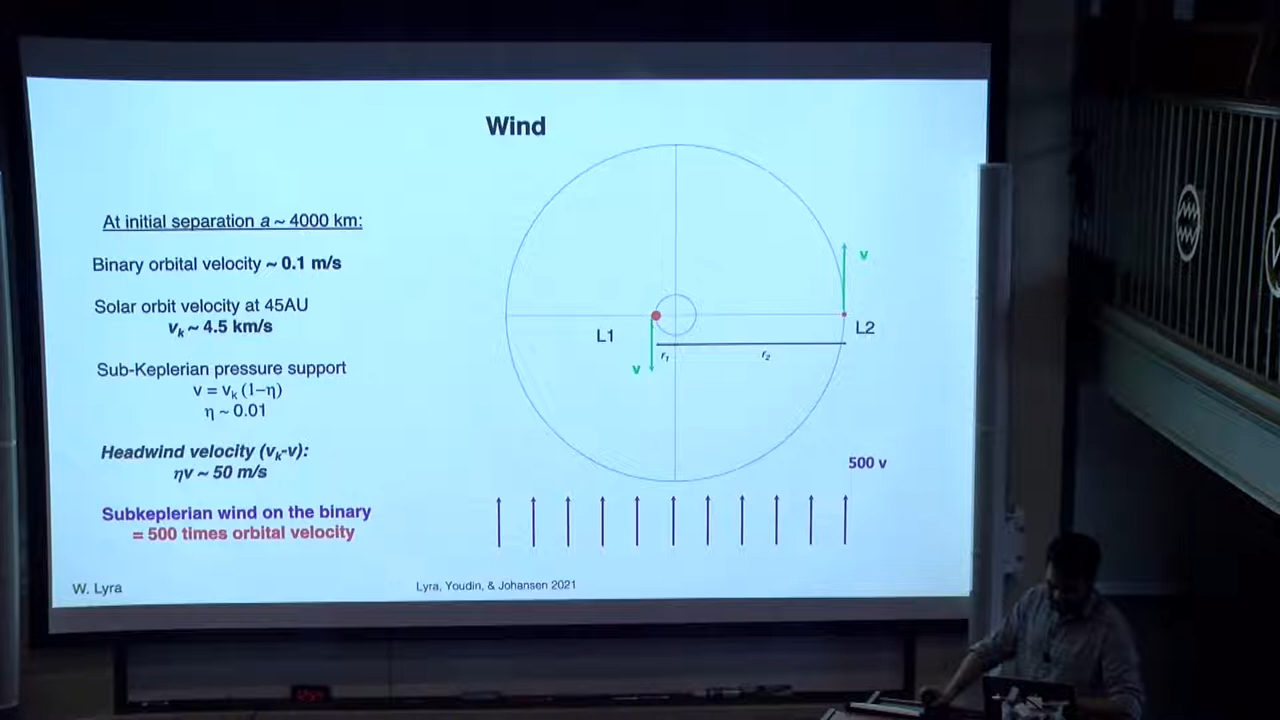 Wind
At initial separation a ~ 4000 km:
Binary orbital velocity ~ 0.1 m/s
Solar orbit velocity at 45AU
vk ~ 4.5 km/s
Sub-Keplerian pressure support
v = vk (1−η)
η ~ 0.01
Headwind velocity (vk-v):
ηv ~ 50 m/s
Subkeplerian wind on the binary
= 500 times orbital velocity
v
L1
L2
r1
r2
v
500 v
W. Lyra
Lyra, Youdin, & Johansen 2021